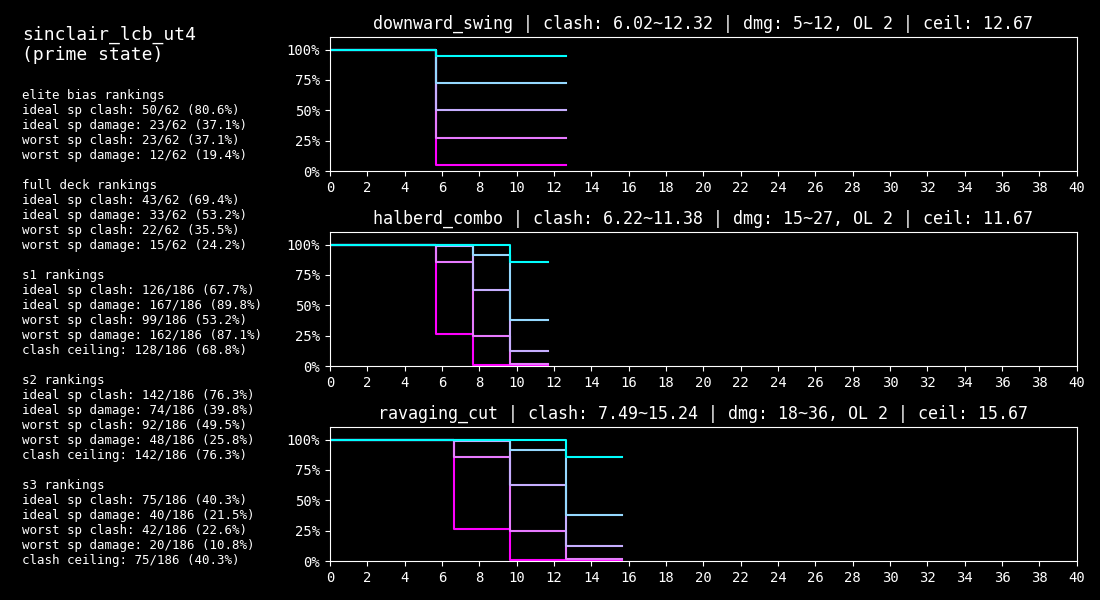 sinclair_lcb_ut4
(prime state)
elite bias rankings
ideal sp clash: 50/62 (80.6%)
ideal sp damage: 23/62 (37.1%)
worst sp clash: 23/62 (37.1%)
worst sp damage: 12/62 (19.4%)
full deck rankings
ideal sp clash: 43/62 (69.4%)
ideal sp damage: 33/62 (53.2%)
worst sp clash: 22/62 (35.5%)
worst sp damage: 15/62 (24.2%)
s1 rankings
ideal sp clash: 126/186 (67.7%)
ideal sp damage: 167/186 (89.8%)
worst sp clash: 99/186 (53.2%)
worst sp damage: 162/186 (87.1%)
clash ceiling: 128/186 (68.8%)
s2 rankings
ideal sp clash: 142/186 (76.3%)
ideal sp damage: 74/186 (39.8%)
worst sp clash: 92/186 (49.5%)
worst sp damage: 48/186 (25.8%)
clash ceiling: 142/186 (76.3%)
s3 rankings
ideal sp clash: 75/186 (40.3%)
ideal sp damage: 40/186 (21.5%)
worst sp clash: 42/186 (22.6%)
worst sp damage: 20/186 (10.8%)
clash ceiling: 75/186 (40.3%)
downward_swing | clash: 6.02~12.32 | dmg: 5~12, OL 2 | ceil: 12.67
100%
75%
50%
25%
0%
0 2 4 6 8 10 12 14 16 18 20 22 24 26 28 30 32 34 36 38 40
halberd_combo | clash: 6.22~11.38 | dmg: 15~27, OL 2 | ceil: 11.67
100%
75%
50%
25%
0%
0 2 4 6 8 10 12 14 16 18 20 22 24 26 28 30 32 34 36 38 40
ravaging_cut | clash: 7.49~15.24 | dmg: 18~36, OL 2 | ceil: 15.67
100%
75%
50%
25%
0%
0 2 4 6 8 10 12 14 16 18 20 22 24 26 28 30 32 34 36 38 40